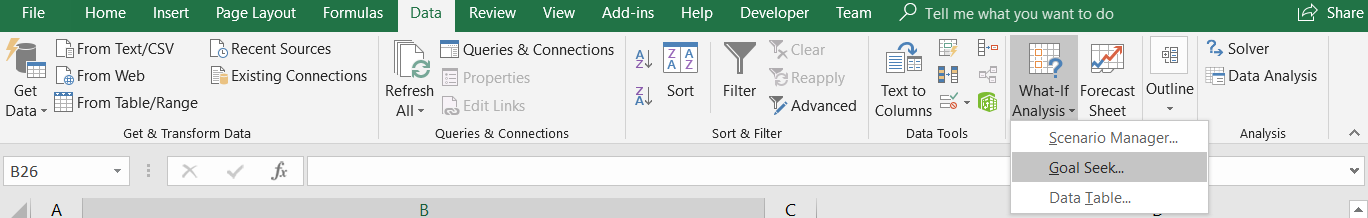 File Home Insert Page Layout Formulas Data Review View Add-ins Help Developer Team Tell me what you want to do Share
From Text/CSV
From Web
From Table/Range
Get
Data
Recent Sources
Existing Connections
Get & Transform Data
Refresh
All
Queries & Connections
Properties
Edit Links
Queries & Connections
Sort
Filter
Clear
Reapply
Advanced
Sort & Filter
Text to
Columns
Data Tools
What-If
Analysis
Forecast
Sheet
Outline
Solver
Data Analysis
Analysis
Scenario Manager...
Goal Seek...
Data Table...
B26
fx
A B C